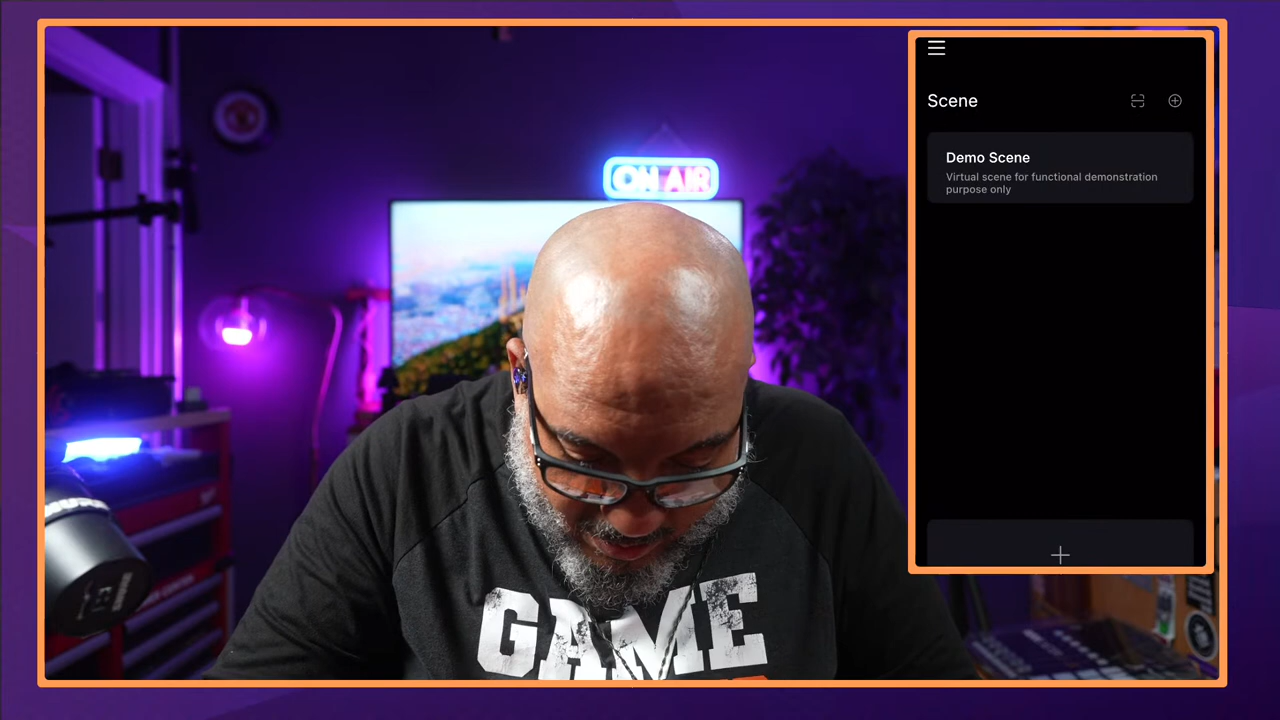 ON AIR
GAME
Scene
Demo Scene
Virtual scene for functional demonstration
purpose only